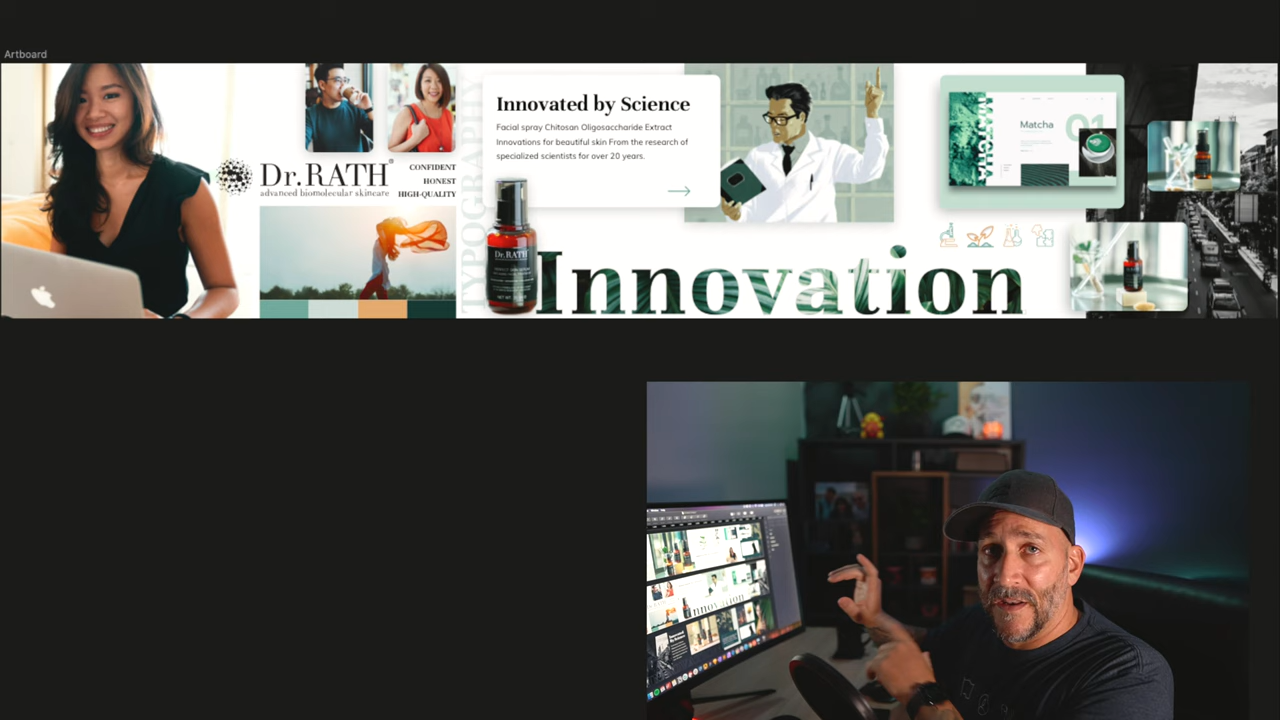 Artboard
Dr.RATH®
advanced biomolecular skincare
CONFIDENT
HONEST
HIGH-QUALITY
TYPOGRAPHY
Innovated by Science
Facial spray Chitosan Oligosaccharide Extract
Innovations for beautiful skin From the research of
specialized scientists for over 20 years.
Dr.RATH
Innovation
MATCHA
Matcha
01
Innovation